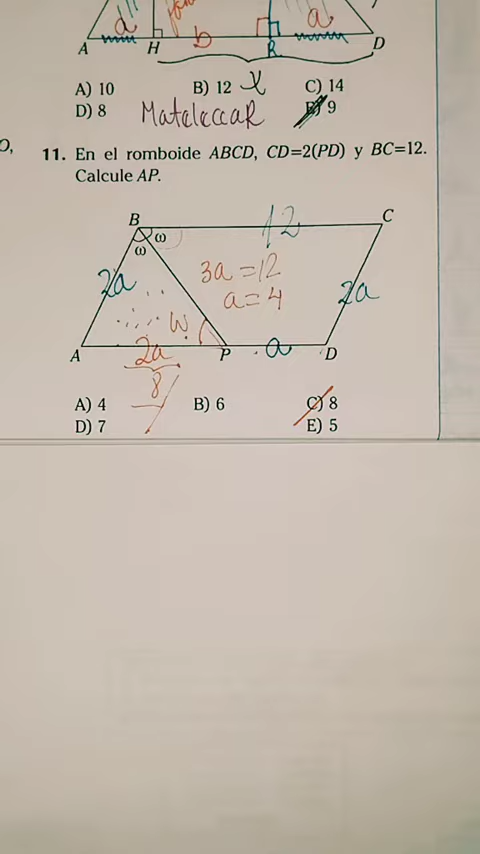 a
a
A
H
b
R
D
A) 10 B) 12 C) 14
D) 8 E) 9
Mateleccar
O,
11. En el romboide ABCD, CD=2(PD) y BC=12.
Calcule AP.
B
C
12
ω
ω
3a=12
a=4
2a
2a
ω
A
2a
P
a
D
8
A) 4 B) 6 C) 8
D) 7 E) 5